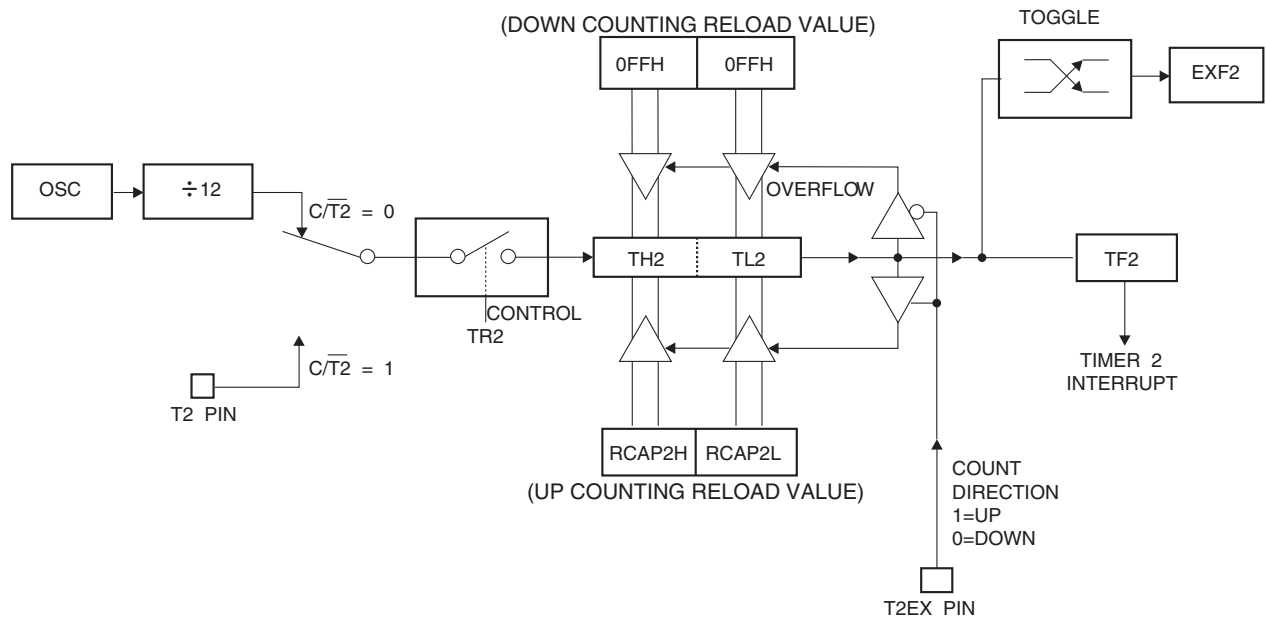 (DOWN COUNTING RELOAD VALUE)
TOGGLE
0FFH 0FFH
EXF2
OSC
÷12
OVERFLOW
C/T2̅ = 0
TH2 TL2
TF2
CONTROL
TR2
C/T2̅ = 1
T2 PIN
TIMER 2
INTERRUPT
RCAP2H RCAP2L
(UP COUNTING RELOAD VALUE)
COUNT
DIRECTION
1=UP
0=DOWN
T2EX PIN